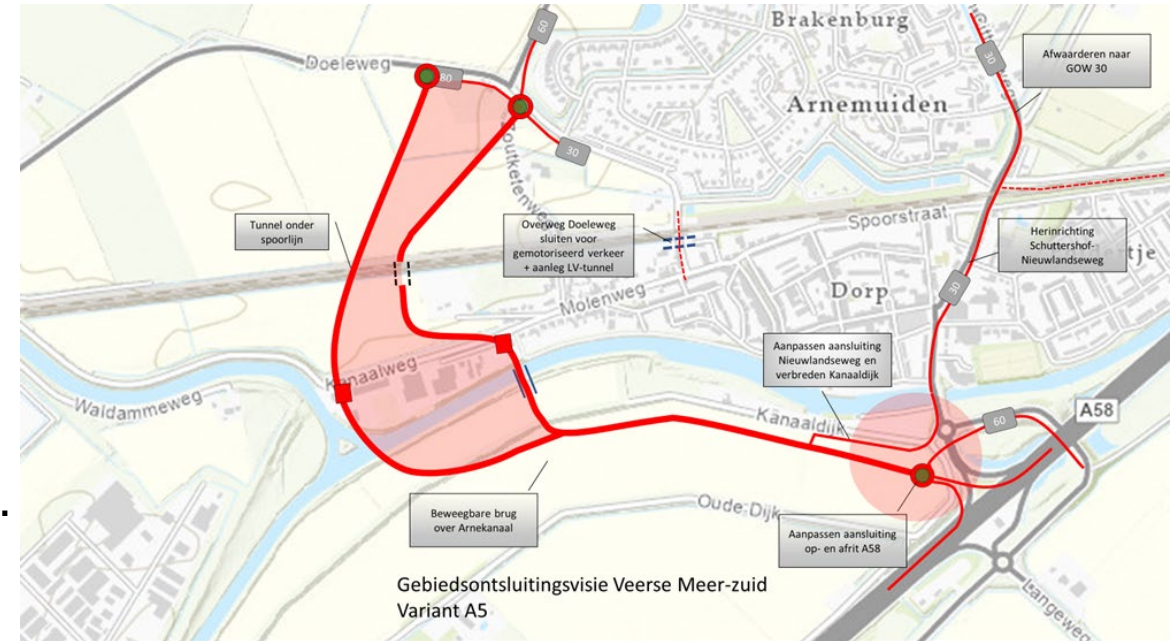 Brakenburg
60
30
Afwaarderen naar
GOW 30
Doeleweg
80
Arnemuiden
30
Zoutketenweg
Tunnel onder
spoorlijn
Overweg Doeleweg
sluiten voor
gemotoriseerd verkeer
+ aanleg LV-tunnel
Spoorstraat
Herinrichting
Schuttershof-
Nieuwlandseweg
tje
Molenweg
Dorp
30
Aanpassen aansluiting
Nieuwlandseweg en
verbreden Kanaaldijk
Kanaalweg
Waldammeweg
Kanaaldijk
60
A58
Beweegbare brug
over Arnekanaal
Oude Dijk
Aanpassen aansluiting
op- en afrit A58
Gebiedsontsluitingsvisie Veerse Meer-zuid
Variant A5
Langeweg